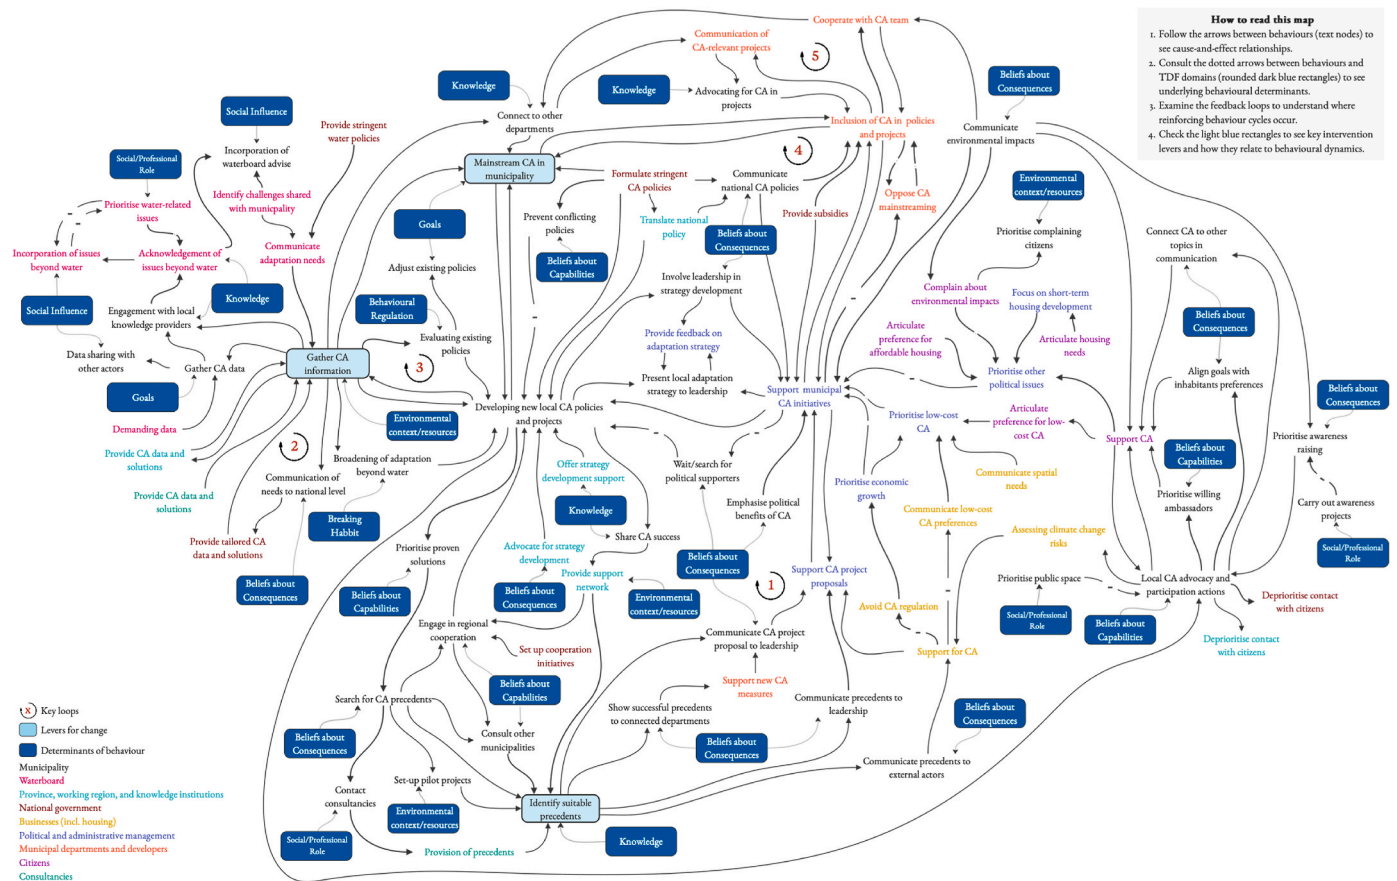 How to read this map
1. Follow the arrows between behaviours (text nodes) to
see cause-and-effect relationships.
2. Consult the dotted arrows between behaviours and
TDF domains (rounded dark blue rectangles) to see
underlying behavioural determinants.
3. Examine the feedback loops to understand where
reinforcing behaviour cycles occur.
4. Check the light blue rectangles to see key intervention
levers and how they relate to behavioural dynamics.
Cooperate with CA team
Communication of
CA-relevant projects
5
Knowledge
Knowledge
Advocating for CA in
projects
Beliefs about
Consequences
Social Influence
Connect to other
departments
Provide stringent
water policies
Inclusion of CA in policies
and projects
Communicate
environmental impacts
Incorporation of
waterboard advise
4
Mainstream CA in
municipality
Social/Professional
Role
Formulate stringent
CA policies
Communicate
national CA policies
Environmental
context/resources
Identify challenges shared
with municpality
Oppose CA
mainstreaming
Prioritise water-related
issues
Prevent conflicting
policies
Translate national
policy
Provide subsidies
Goals
Beliefs about
Consequences
Prioritise complaining
citizens
Connect CA to other
topics in
communication
Incorporation of issues
beyond water
Acknowledgement of
issues beyond water
Communicate
adaptation needs
Adjust existing policies
Beliefs about
Capabilities
Involve leadership in
strategy development
Complain about
environmental impacts
Focus on short-term
housing development
Social Influence
Engagement with local
knowledge providers
Knowledge
Behavioural
Regulation
Beliefs about
Consequences
Provide feedback on
adaptation strategy
Articulate
preference for
affordable housing
Articulate housing
needs
Evaluating existing
policies
Data sharing with
other actors
Gather CA data
Gather CA
information
3
Present local adaptation
strategy to leadership
Support municipal
CA initiatives
Prioritise other
political issues
Align goals with
inhabitants preferences
Goals
Beliefs about
Consequences
Developing new local CA policies
and projects
Prioritise low-cost
CA
Articulate
preference for low-
cost CA
Demanding data
Environmental
context/resources
Support CA
Prioritise awareness
raising
Provide CA data and
solutions
2
Broadening of adaptation
beyond water
Offer strategy
development support
Wait/search for
political supporters
Beliefs about
Capabilities
Provide CA data and
solutions
Communication of
needs to national level
Prioritise economic
growth
Communicate spatial
needs
Prioritise willing
ambassadors
Knowledge
Emphasise political
benefits of CA
Communicate low-cost
CA preferences
Carry out awareness
projects
Breaking
Habbit
Share CA success
Assessing climate change
risks
Provide tailored CA
data and solutions
Prioritise proven
solutions
Advocate for strategy
development
Social/Professional
Role
Beliefs about
Consequences
Beliefs about
Consequences
Provide support
network
Support CA project
proposals
Prioritise public space
Local CA advocacy and
participation actions
Beliefs about
Capabilities
Beliefs about
Consequences
Environmental
context/resources
1
Avoid CA regulation
Deprioritise contact
with citizens
Social/Professional
Role
Beliefs about
Capabilities
Engage in regional
cooperation
Communicate CA project
proposal to leadership
Deprioritise contact
with citizens
Set up cooperation
initiatives
Support for CA
Beliefs about
Capabilities
Support new CA
measures
Search for CA precedents
Communicate precedents to
leadership
Show successful precedents
to connected departments
Beliefs about
Consequences
Beliefs about
Consequences
Consult other
municipalities
Beliefs about
Consequences
Communicate precedents to
external actors
Set-up pilot projects
Contact
consultancies
Identify suitable
precedents
Environmental
context/resources
Social/Professional
Role
Knowledge
Provision of precedents
x Key loops
Levers for change
Determinants of behaviour
Municipality
Waterboard
Province, working region, and knowledge institutions
National government
Businesses (incl. housing)
Political and administrative management
Municipal departments and developers
Citizens
Consultancies